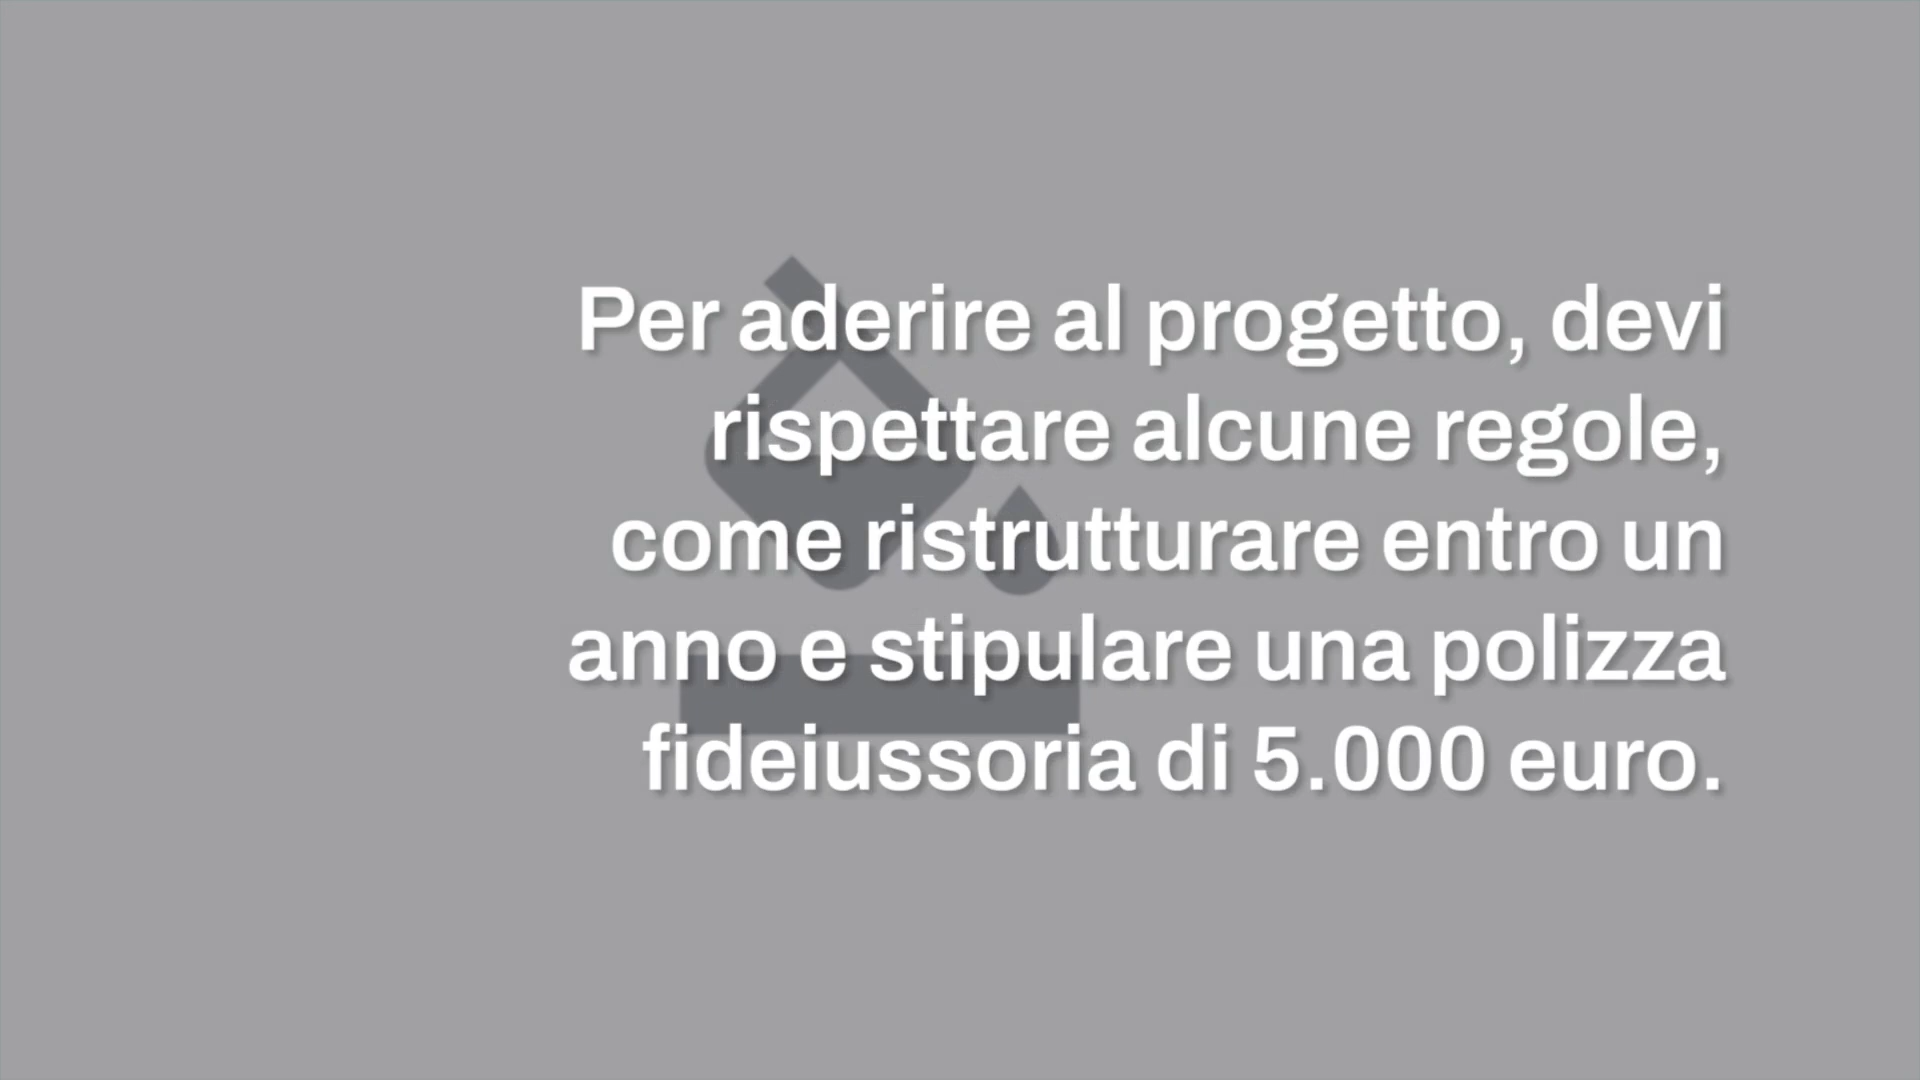 Per aderire al progetto, devi
rispettare alcune regole,
come ristrutturare entro un
anno e stipulare una polizza
fideiussoria di 5.000 euro.